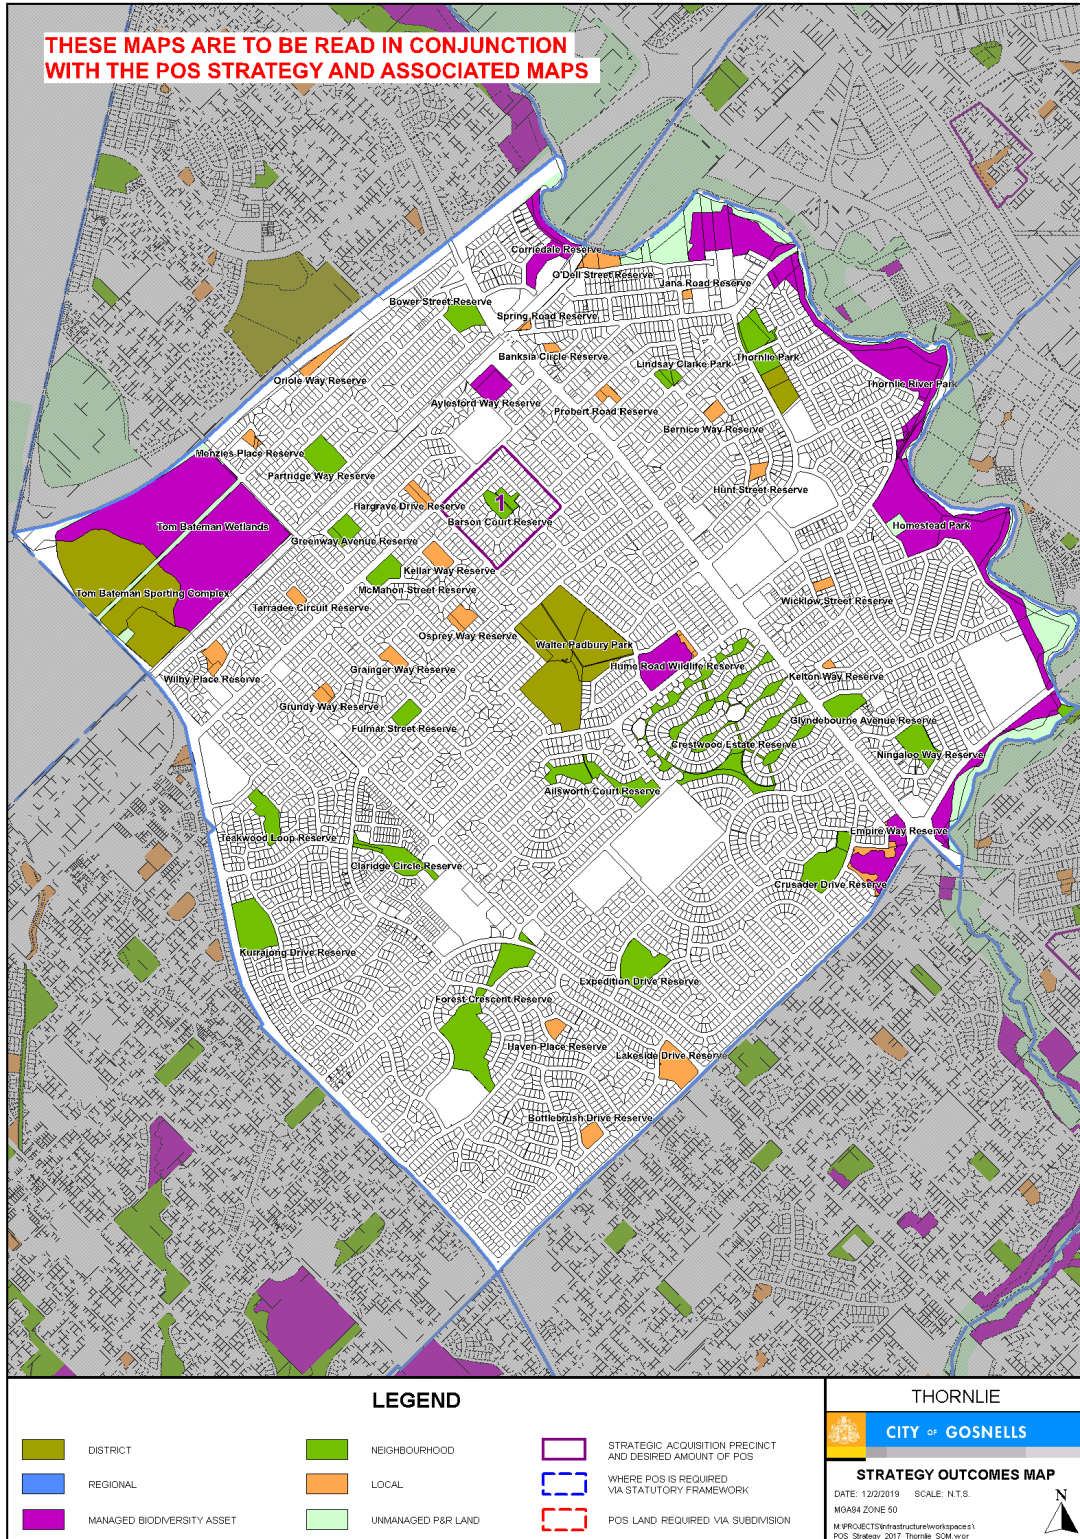 THESE MAPS ARE TO BE READ IN CONJUNCTION
WITH THE POS STRATEGY AND ASSOCIATED MAPS
Corriedale Reserve
O'Dell Street Reserve
Jana Road Reserve
Bower Street Reserve
Spring Road Reserve
Banksia Circle Reserve
Lindsay Clarke Park
Thornlie Park
Oriole Way Reserve
Thornlie River Park
Aylesford Way Reserve
Probert Road Reserve
Bernice Way Reserve
Menzies Place Reserve
Partridge Way Reserve
Hunt Street Reserve
Hargrave Drive Reserve
1
Barson Court Reserve
Tom Bateman Wetlands
Homestead Park
Greenway Avenue Reserve
Kellar Way Reserve
McMahon Street Reserve
Tom Bateman Sporting Complex
Wicklow Street Reserve
Tarradee Circuit Reserve
Osprey Way Reserve
Walter Padbury Park
Hume Road Wildlife Reserve
Grainger Way Reserve
Wilby Place Reserve
Kelton Way Reserve
Grundy Way Reserve
Glyndebourne Avenue Reserve
Fulmar Street Reserve
Crestwood Estate Reserve
Ningaloo Way Reserve
Ailsworth Court Reserve
Empire Way Reserve
Teakwood Loop Reserve
Claridge Circle Reserve
Crusader Drive Reserve
Kurrajong Drive Reserve
Expedition Drive Reserve
Forest Crescent Reserve
Haven Place Reserve
Lakeside Drive Reserve
Bottlebrush Drive Reserve
LEGEND
DISTRICT
REGIONAL
MANAGED BIODIVERSITY ASSET
NEIGHBOURHOOD
LOCAL
UNMANAGED P&R LAND
STRATEGIC ACQUISITION PRECINCT
AND DESIRED AMOUNT OF POS
WHERE POS IS REQUIRED
VIA STATUTORY FRAMEWORK
POS LAND REQUIRED VIA SUBDIVISION
THORNLIE
CITY OF GOSNELLS
STRATEGY OUTCOMES MAP
DATE: 12/2/2019 SCALE: N.T.S.
MGA94 ZONE 50
N
M:\PROJECTS\Infrastructure\workspaces\
POS_Strategy_2017_Thornlie_SOM.wor